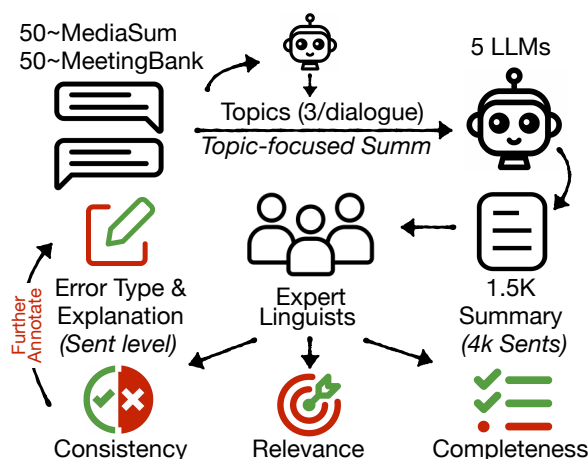 50~MediaSum
50~MeetingBank
5 LLMs
Topics (3/dialogue)
Topic-focused Summ
Error Type &
Explanation
(Sent level)
Expert
Linguists
1.5K
Summary
(4k Sents)
Further
Annotate
Consistency
Relevance
Completeness